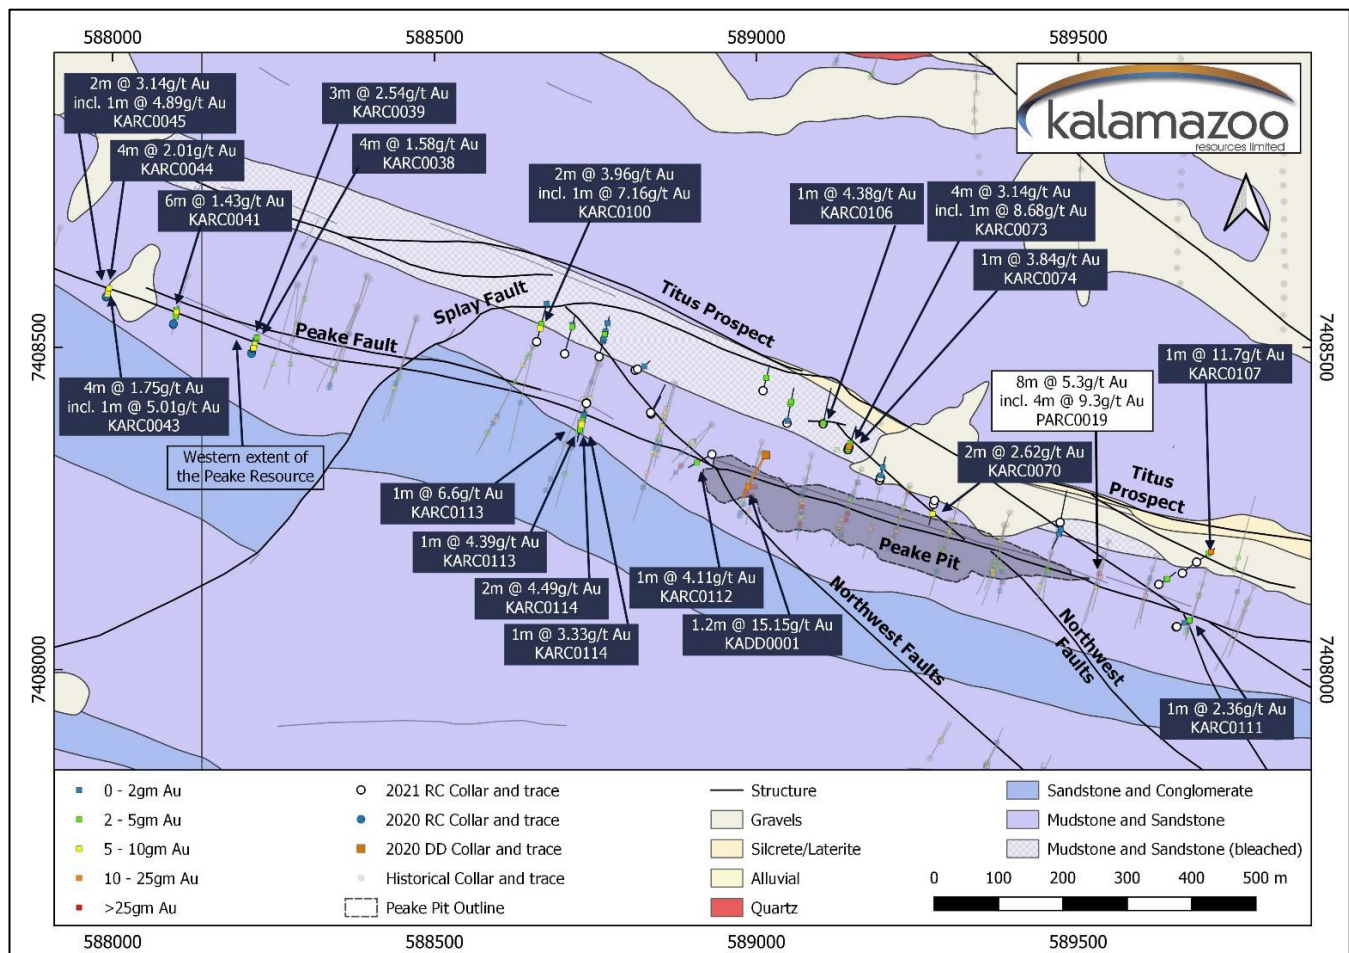 588000
588500
589000
589500
2m @ 3.14g/t Au
incl. 1m @ 4.89g/t Au
KARC0045
3m @ 2.54g/t Au
KARC0039
kalamazoo
resources limited
4m @ 2.01g/t Au
KARC0044
4m @ 1.58g/t Au
KARC0038
2m @ 3.96g/t Au
incl. 1m @ 7.16g/t Au
KARC0100
1m @ 4.38g/t Au
KARC0106
4m @ 3.14g/t Au
incl. 1m @ 8.68g/t Au
KARC0073
6m @ 1.43g/t Au
KARC0041
1m @ 3.84g/t Au
KARC0074
Splay Fault
Titus Prospect
Peake Fault
7408500
7408500
1m @ 11.7g/t Au
KARC0107
4m @ 1.75g/t Au
incl. 1m @ 5.01g/t Au
KARC0043
8m @ 5.3g/t Au
incl. 4m @ 9.3g/t Au
PARC0019
Western extent
of the Peake Resource
2m @ 2.62g/t Au
KARC0070
Titus
Prospect
1m @ 6.6g/t Au
KARC0113
Peake Pit
1m @ 4.39g/t Au
KARC0113
2m @ 4.49g/t Au
KARC0114
1m @ 4.11g/t Au
KARC0112
1m @ 3.33g/t Au
KARC0114
1.2m @ 15.15g/t Au
KADD0001
Northwest Faults
Northwest
Faults
7408000
7408000
1m @ 2.36g/t Au
KARC0111
0 - 2gm Au
2 - 5gm Au
5 - 10gm Au
10 - 25gm Au
>25gm Au
2021 RC Collar and trace
2020 RC Collar and trace
2020 DD Collar and trace
Historical Collar and trace
Peake Pit Outline
Structure
Gravels
Silcrete/Laterite
Alluvial
Quartz
Sandstone and Conglomerate
Mudstone and Sandstone
Mudstone and Sandstone (bleached)
0 100 200 300 400 500 m
588000
588500
589000
589500